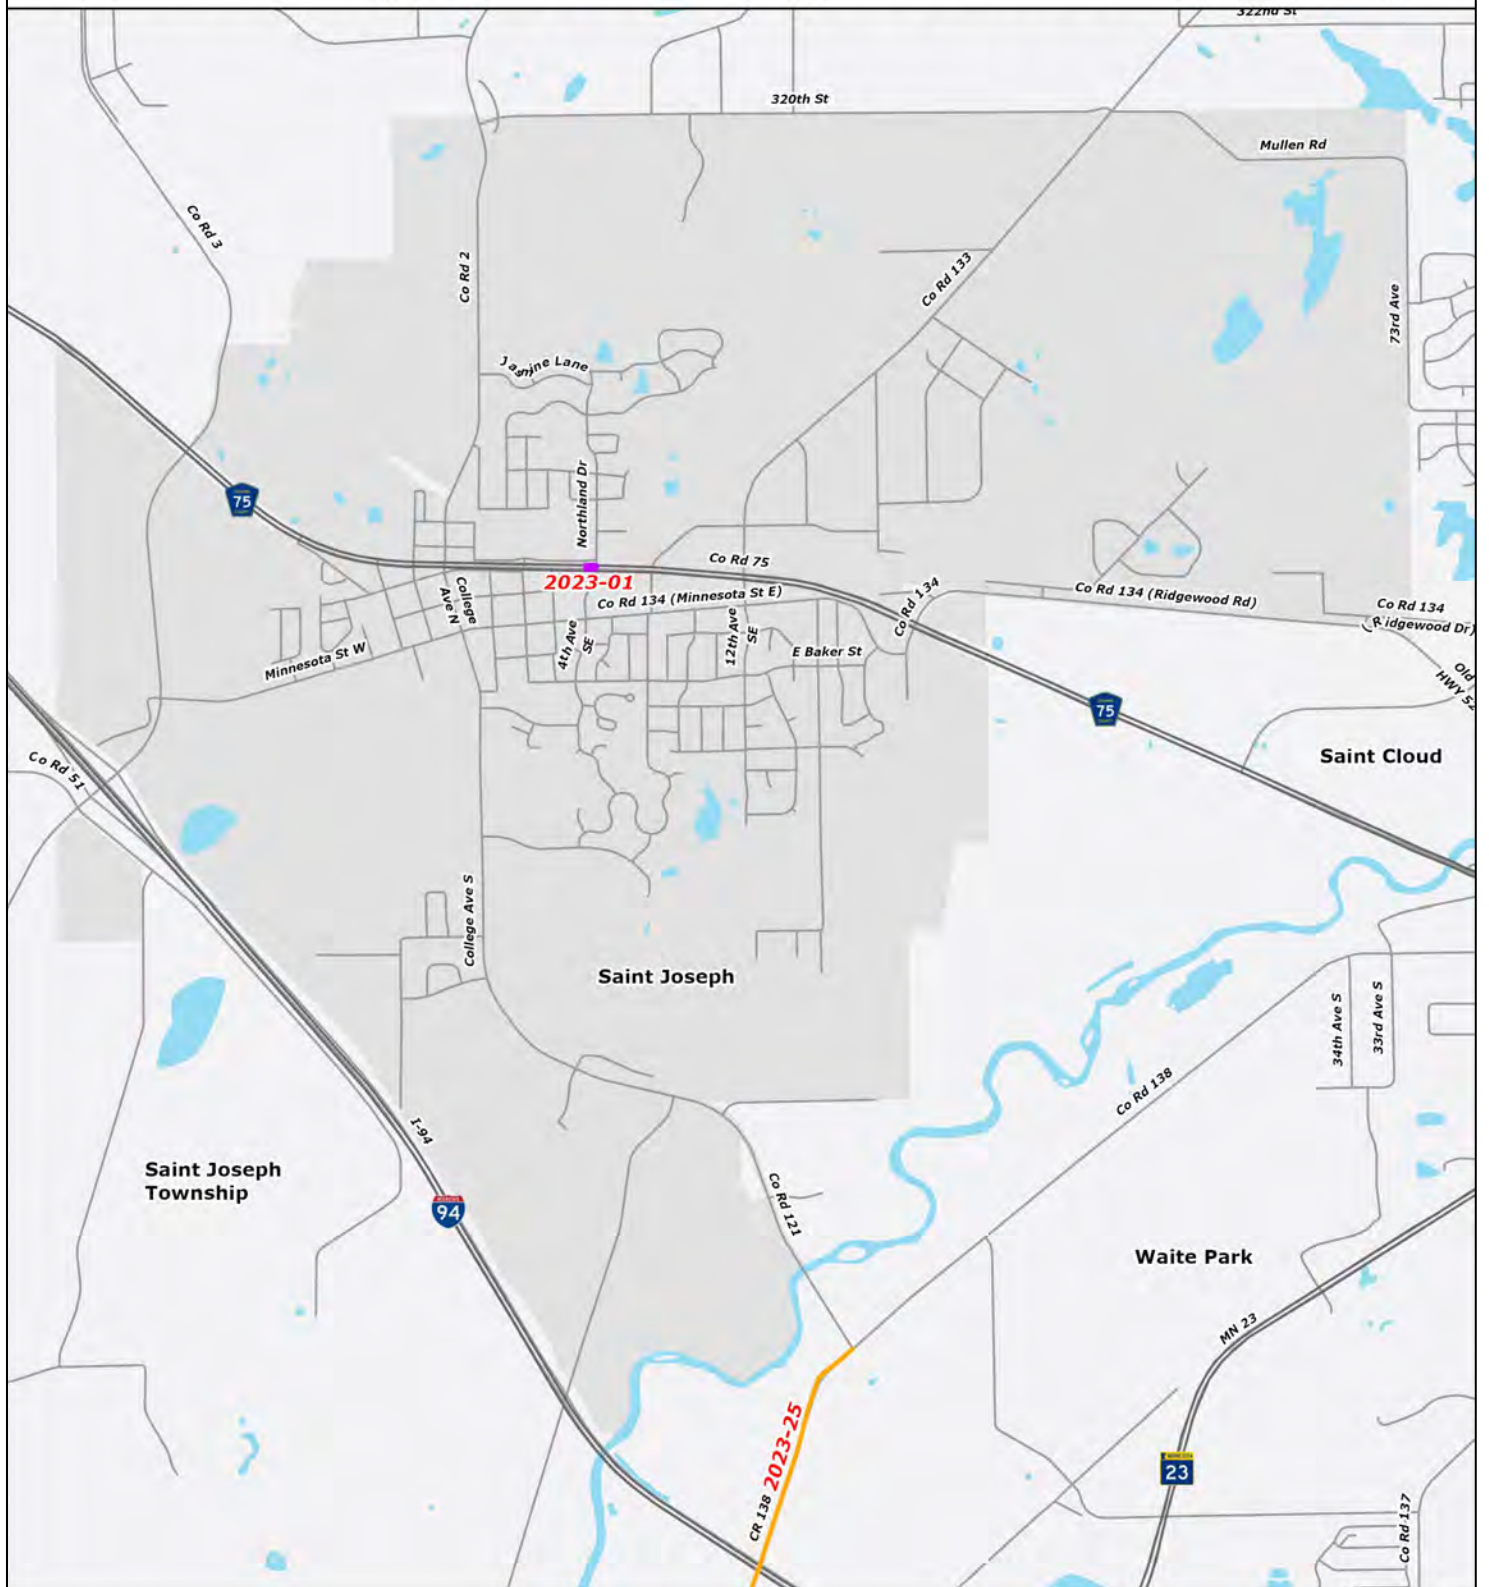 322nd St
320th St
Mullen Rd
Co Rd 3
Co Rd 2
Co Rd 133
73rd Ave
Jasmine Lane
Northland Dr
75
Co Rd 75
2023-01
Co Rd 134 (Minnesota St E)
Co Rd 134
Co Rd 134 (Ridgewood Rd)
Co Rd 134
(Ridgewood Dr)
College
Ave N
4th Ave
SE
12th Ave
SE
E Baker St
Minnesota St W
Old
HWY 52
75
Co Rd 51
Saint Cloud
College Ave S
Saint Joseph
34th Ave S
33rd Ave S
Co Rd 138
I-94
Saint Joseph
Township
94
Co Rd 121
Waite Park
MN 23
2023-25
23
CR 138
Co Rd 137